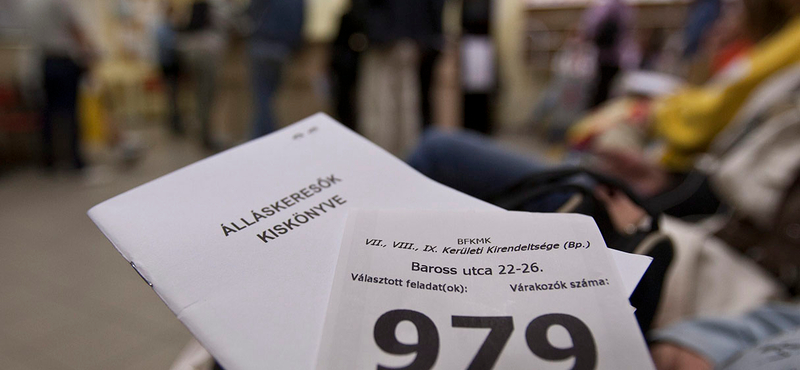 ÁLLÁSKERESŐK
KISKÖNYVE
BFKMK
VII., VIII., IX. Kerületi Kirendeltsége (Bp.)
Baross utca 22-26.
Választott feladat(ok):
Várakozók száma:
979